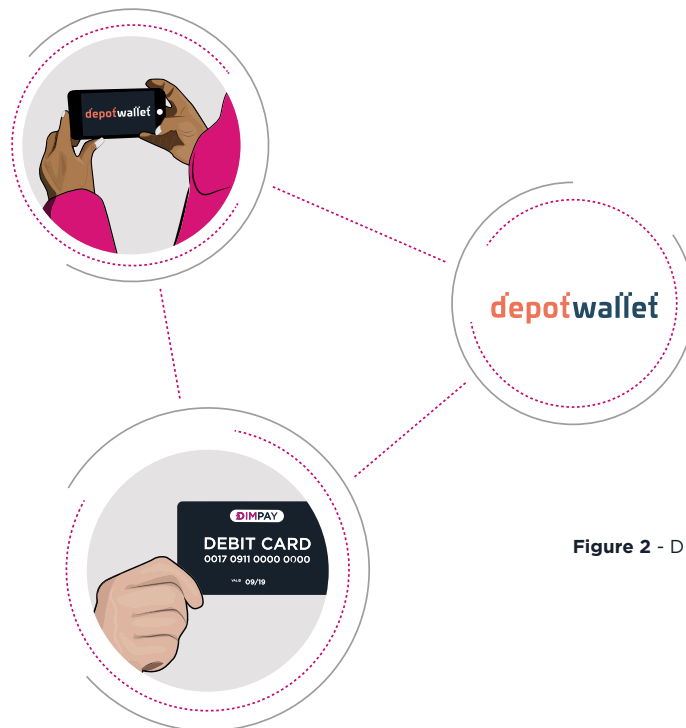 depotwallet
depotwallet
DIMPAY
DEBIT CARD
0017 0911 0000 0000
VALID 09/19
Figure 2 - D